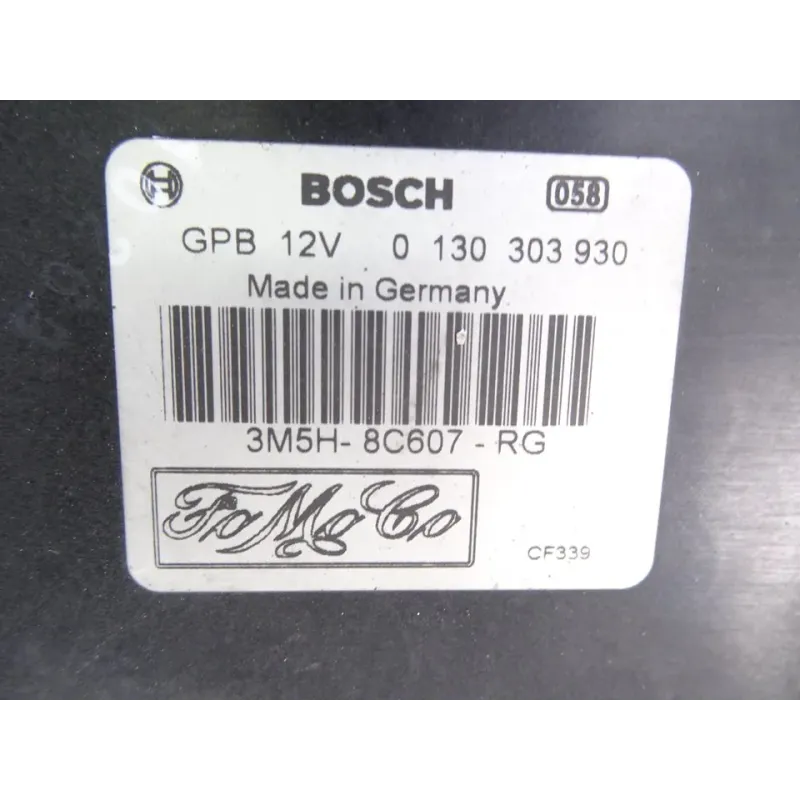 BOSCH 058
GPB 12V 0 130 303 930
Made in Germany
3M5H- 8C607 - RG
FoMoCo
CF339